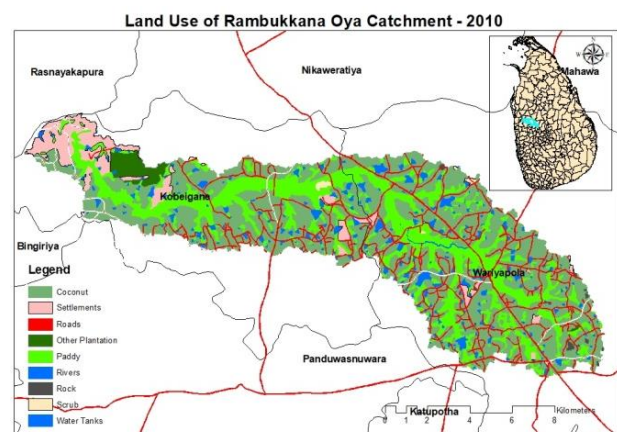 Land Use of Rambukkana Oya Catchment - 2010
Rasnayakapura
Nikaweratiya
Mahawa
N
W
E
S
Kobeigane
Bingiriya
Wariyapola
Panduwasnuwara
Katupotha
Legend
Coconut
Settlements
Roads
Other Plantation
Paddy
Rivers
Rock
Scrub
Water Tanks
0 2 4 6 8
Kilometers